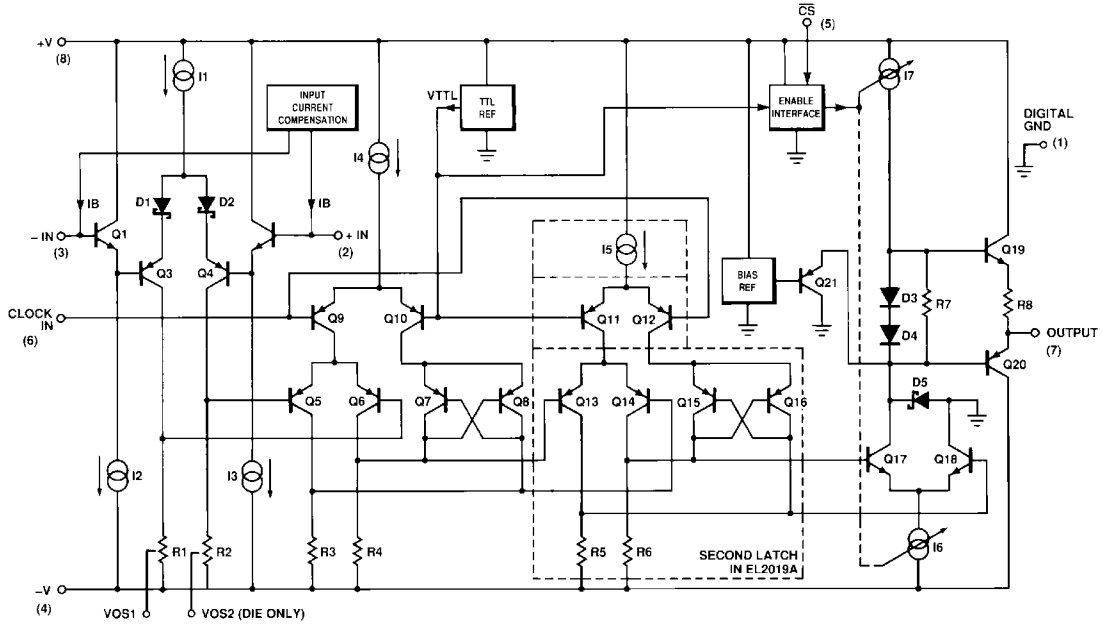 CS
(5)
+V
(8)
I1
I7
INPUT
CURRENT
COMPENSATION
VTTL
TTL
REF
ENABLE
INTERFACE
DIGITAL
GND
(1)
I4
IB
D1
D2
IB
– IN
(3)
Q1
+ IN
(2)
Q3
Q4
I5
BIAS
REF
Q21
Q19
D3
R7
R8
CLOCK
IN
(6)
Q9
Q10
Q11
Q12
D4
OUTPUT
(7)
Q20
Q5
Q6
Q7
Q8
Q13
Q14
Q15
Q16
D5
Q17
Q18
I2
I3
R1
R2
R3
R4
R5
R6
I6
SECOND LATCH
IN EL2019A
–V
(4)
VOS1
VOS2 (DIE ONLY)